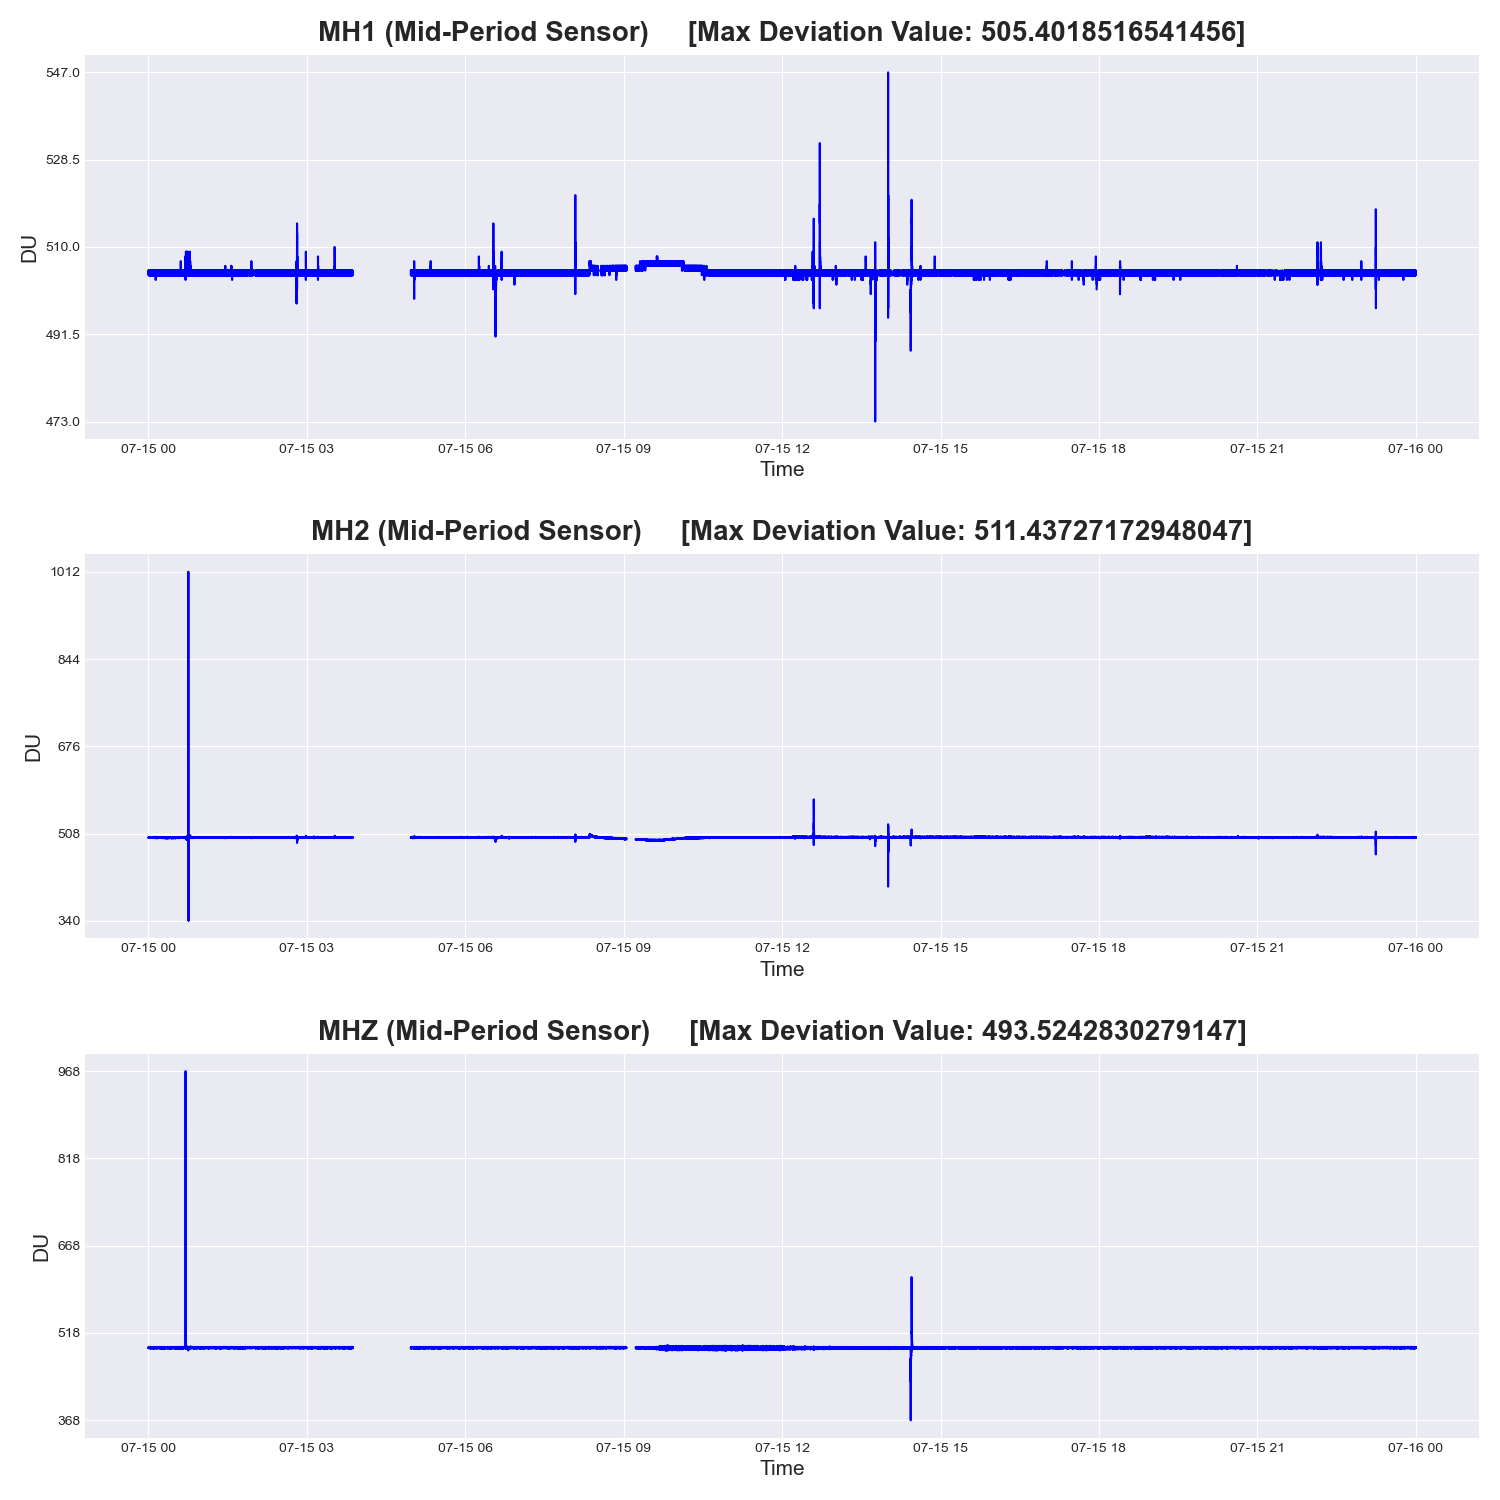 MH1 (Mid-Period Sensor) [Max Deviation Value: 505.4018516541456]
547.0
528.5
510.0
491.5
473.0
DU
07-15 00 07-15 03 07-15 06 07-15 09 07-15 12 07-15 15 07-15 18 07-15 21 07-16 00
Time
MH2 (Mid-Period Sensor) [Max Deviation Value: 511.43727172948047]
1012
844
676
508
340
DU
07-15 00 07-15 03 07-15 06 07-15 09 07-15 12 07-15 15 07-15 18 07-15 21 07-16 00
Time
MHZ (Mid-Period Sensor) [Max Deviation Value: 493.5242830279147]
968
818
668
518
368
DU
07-15 00 07-15 03 07-15 06 07-15 09 07-15 12 07-15 15 07-15 18 07-15 21 07-16 00
Time